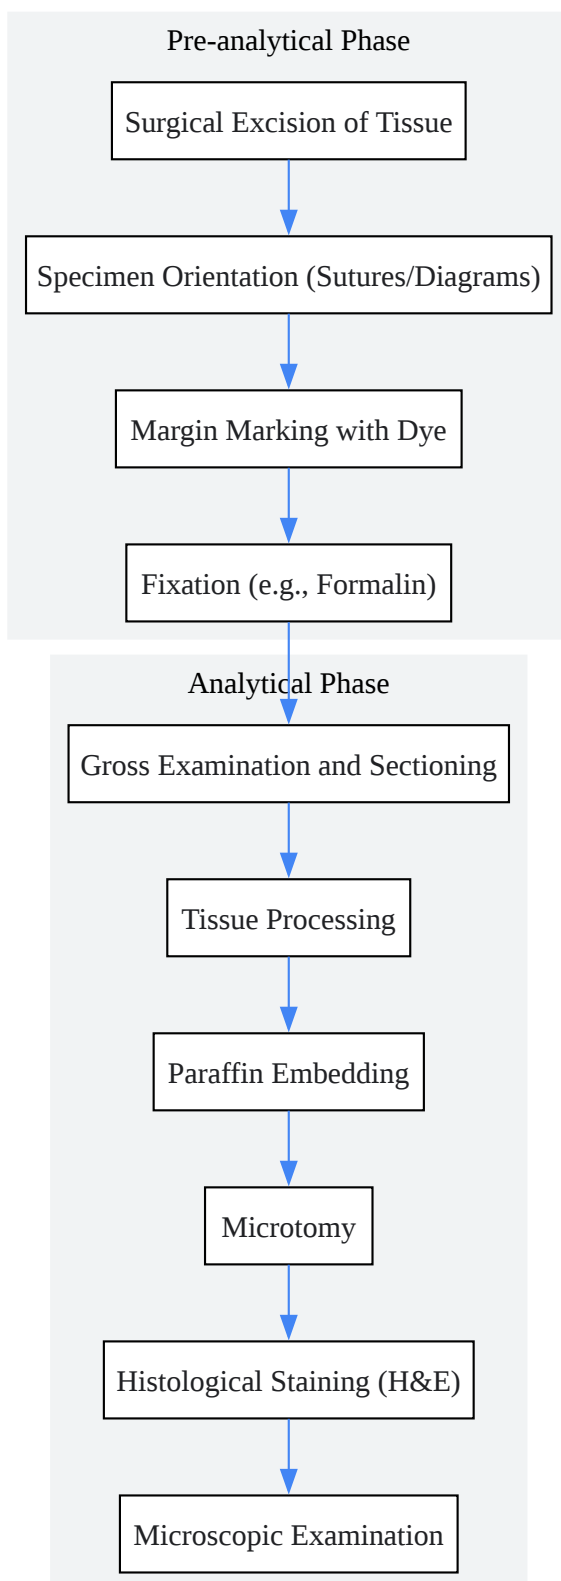 Pre-analytical Phase
Surgical Excision of Tissue
Specimen Orientation (Sutures/Diagrams)
Margin Marking with Dye
Fixation (e.g., Formalin)
Analytical Phase
Gross Examination and Sectioning
Tissue Processing
Paraffin Embedding
Microtomy
Histological Staining (H&E)
Microscopic Examination